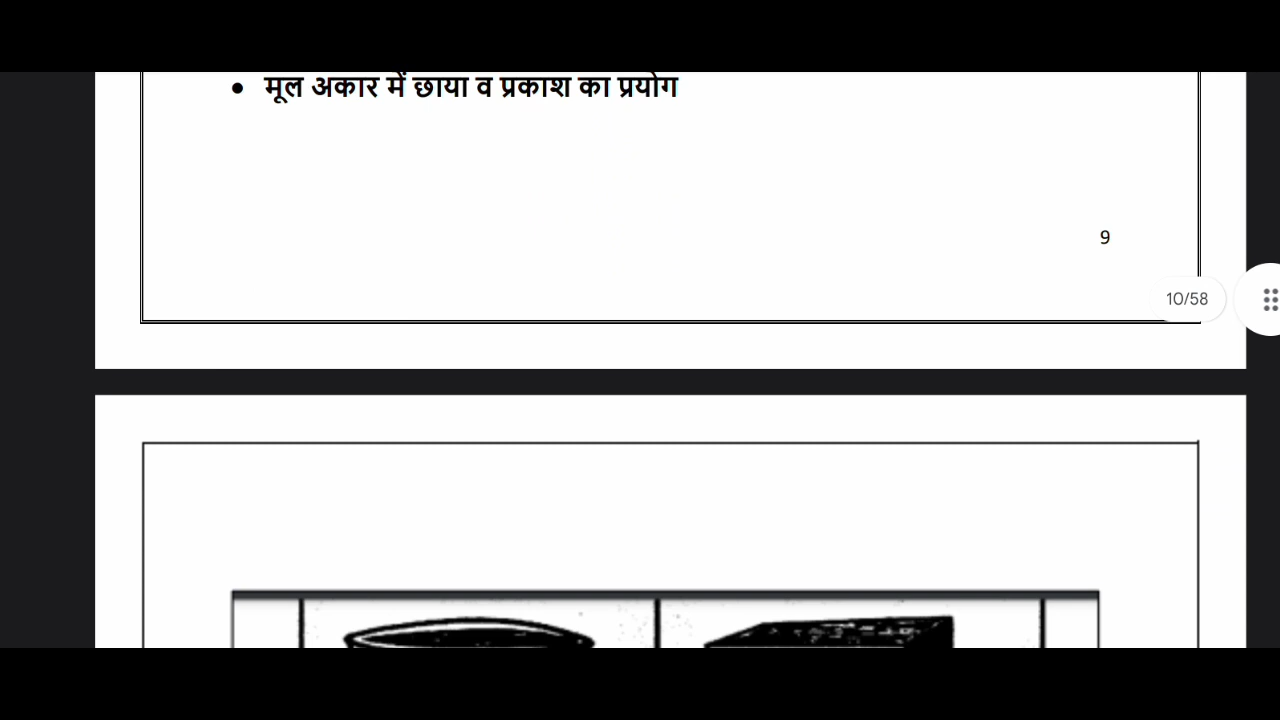 • मूल अकार में छाया व प्रकाश का प्रयोग
9
10/58